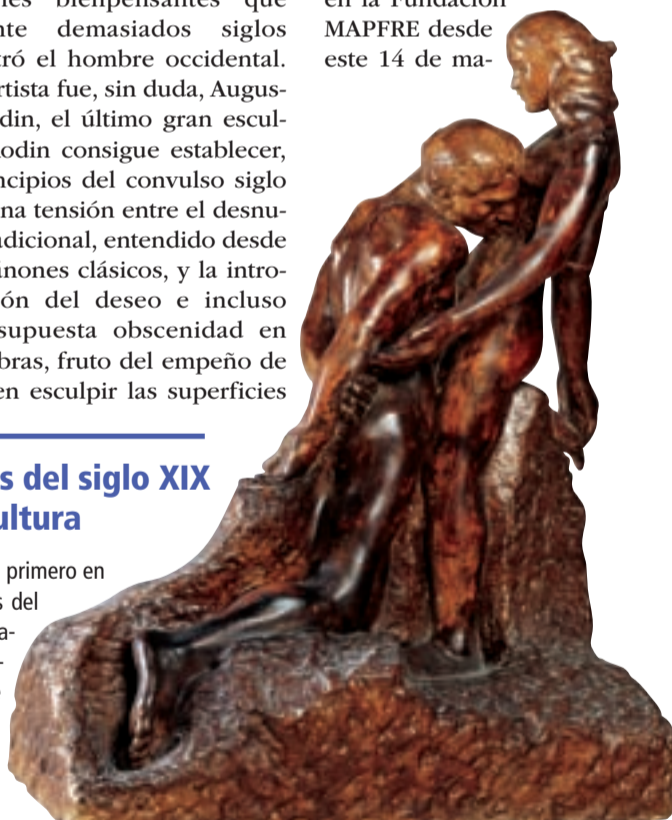 nes bienpensantes que
nte demasiados siglos
tró el hombre occidental.
rtista fue, sin duda, Augus-
din, el último gran escul-
odin consigue establecer,
ncipios del convulso siglo
na tensión entre el desnu-
adicional, entendido desde
nones clásicos, y la intro-
ón del deseo e incluso
supuesta obscenidad en
bras, fruto del empeño de
en esculpir las superficies
en la Fundación
MAPFRE desde
este 14 de ma-
s del siglo XIX
ultura
primero en
s del
a-